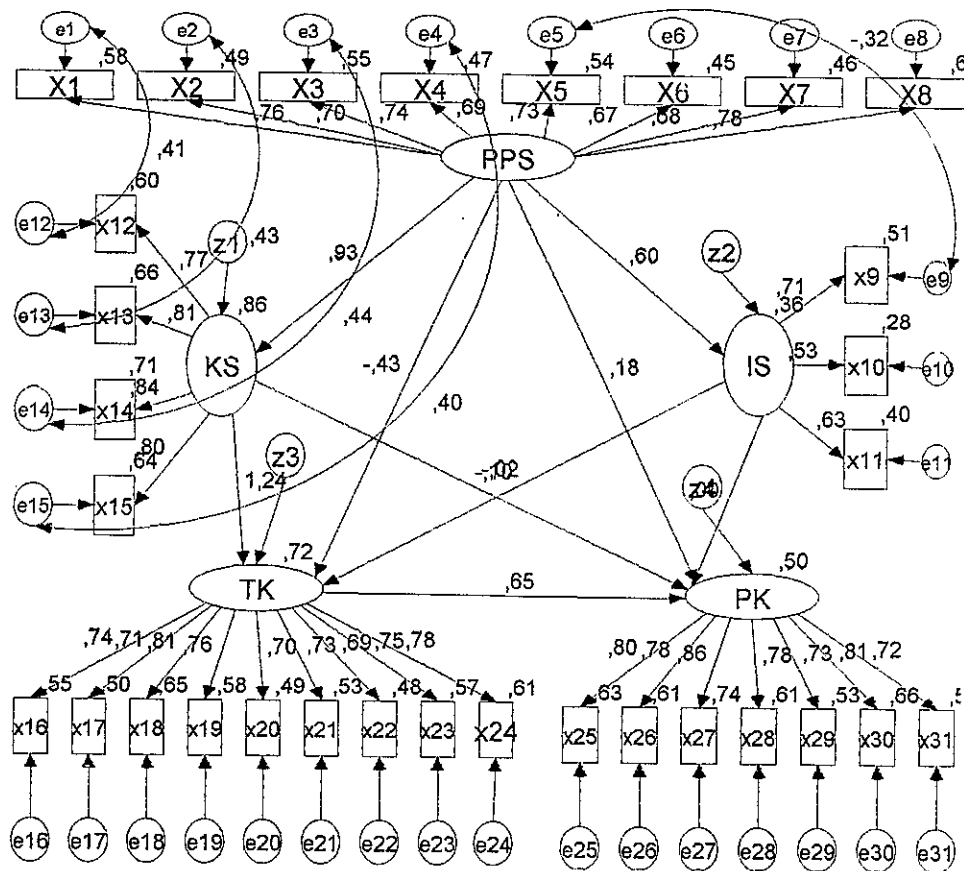 e1 e2 e3 e4 e5 e6 e7 e8
,58 ,49 ,55 ,47 ,54 ,45 ,46 -,32
X1 X2 X3 X4 X5 X6 X7 X8
,76 ,70 ,74 ,69 ,73 ,67 ,68 ,78
PPS
,41
,60
e12 x12
,77 z1 ,43 ,93 ,60 z2 ,51
,66 x9 e9
e13 x13 ,81 ,86 ,71 ,36
,44 ,28
KS -,43 ,18 IS ,53 x10 e10
,71
,84
e14 x14 ,40 ,63 ,40
x11 e11
,80
,64 z3
e15 x15 1,24
,72 ,50
TK ,65 PK
,74 ,71 ,81 ,76 ,70 ,73 ,69 ,75 ,78
,80 ,78 ,86 ,78 ,73 ,81 ,72
,55 ,50 ,65 ,58 ,49 ,53 ,48 ,57 ,61
,63 ,61 ,74 ,61 ,53 ,66
x16 x17 x18 x19 x20 x21 x22 x23 x24
x25 x26 x27 x28 x29 x30 x31
e16 e17 e18 e19 e20 e21 e22 e23 e24
e25 e26 e27 e28 e29 e30 e31